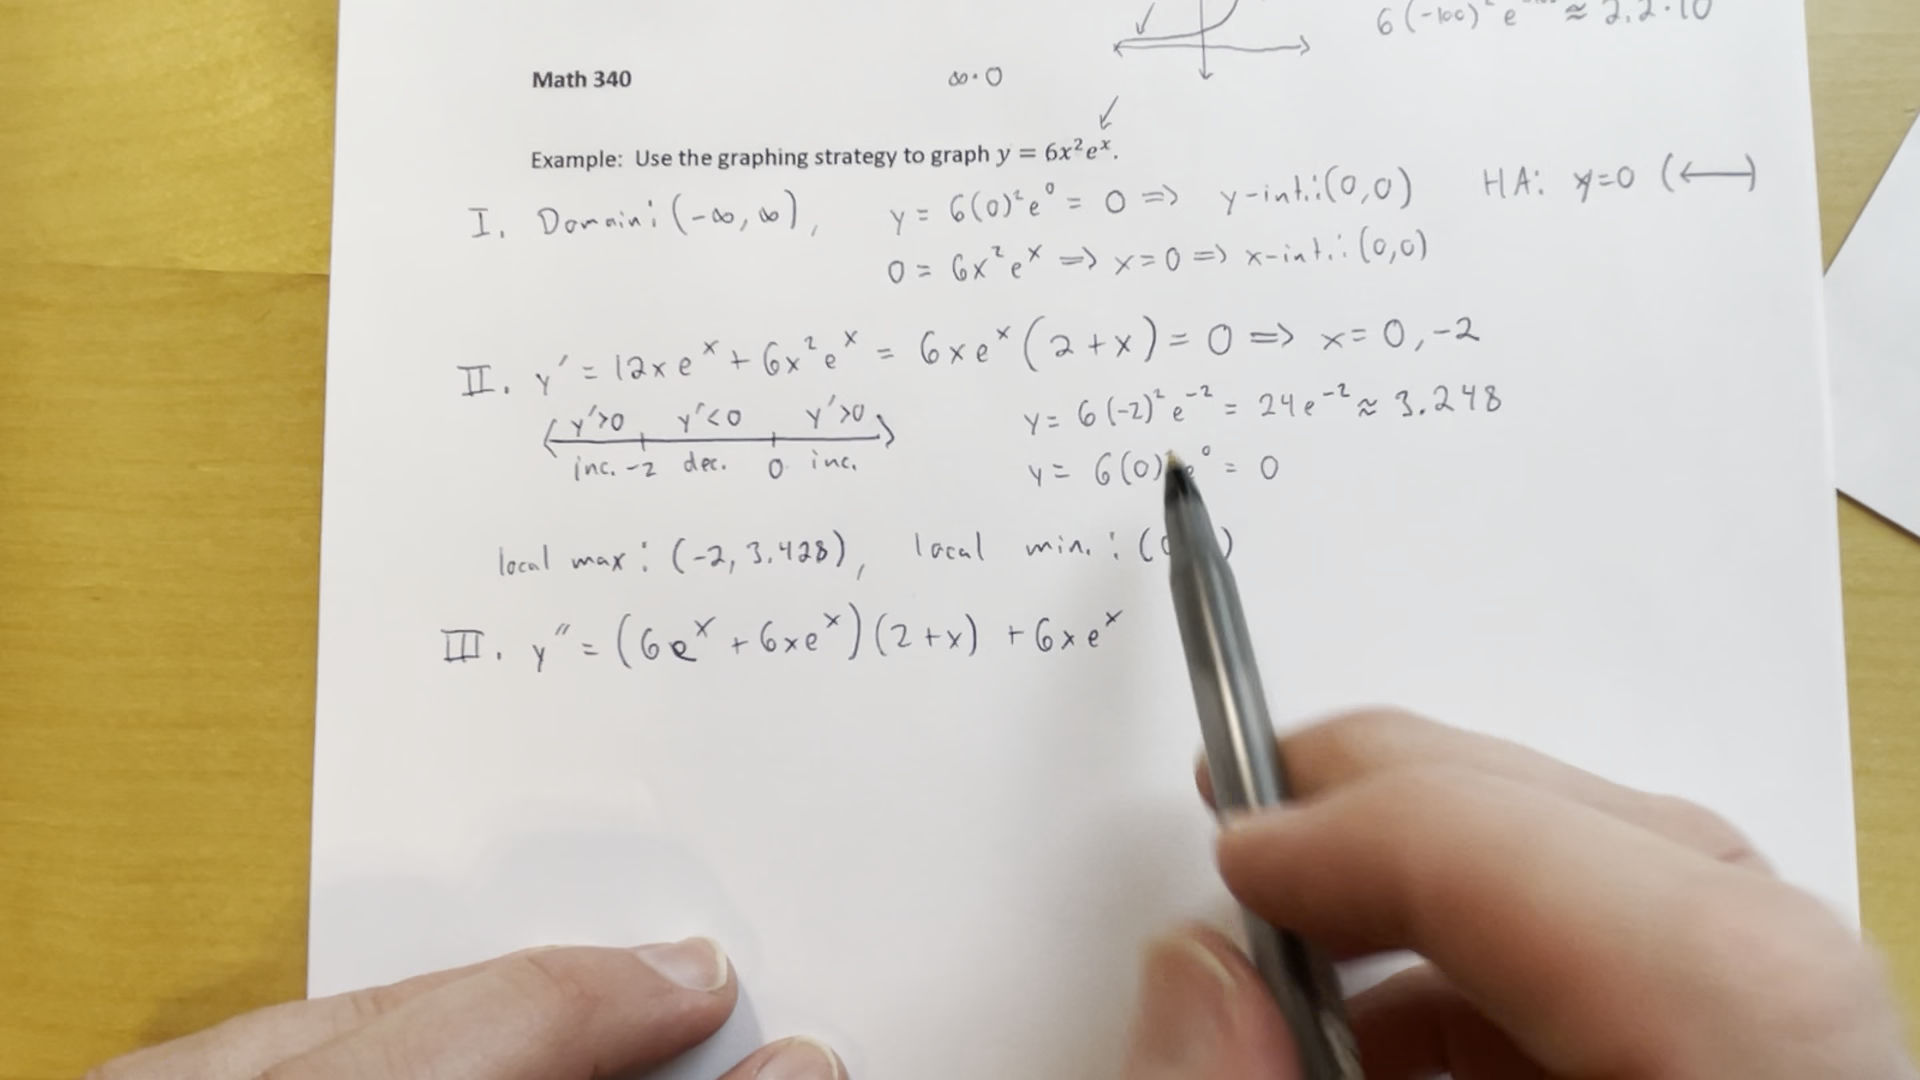 6(-100)² e ≈ 2.2·10
Math 340 ∞·0
Example: Use the graphing strategy to graph y = 6x²eˣ.
I. Domain: (-∞, ∞), y = 6(0)²e⁰ = 0 ⇒ y-int.: (0,0) HA: y=0 (←)
0 = 6x²eˣ ⇒ x=0 ⇒ x-int.: (0,0)
II. y' = 12xeˣ + 6x²eˣ = 6xeˣ(2+x) = 0 ⇒ x = 0, -2
y'>0 y'<0 y'>0 y = 6(-2)²e⁻² = 24e⁻² ≈ 3.248
inc. -2 dec. 0 inc. y = 6(0) e⁰ = 0
local max: (-2, 3.428), local min.: ( )
III. y" = (6eˣ + 6xeˣ)(2+x) + 6xeˣ